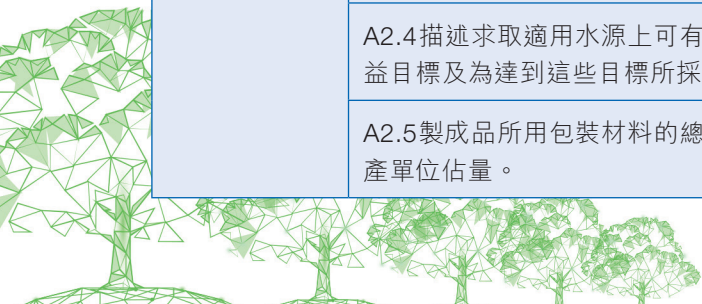 A2.4描述求取適用水源上可有
益目標及為達到這些目標所採
A2.5製成品所用包裝材料的總
產單位佔量。